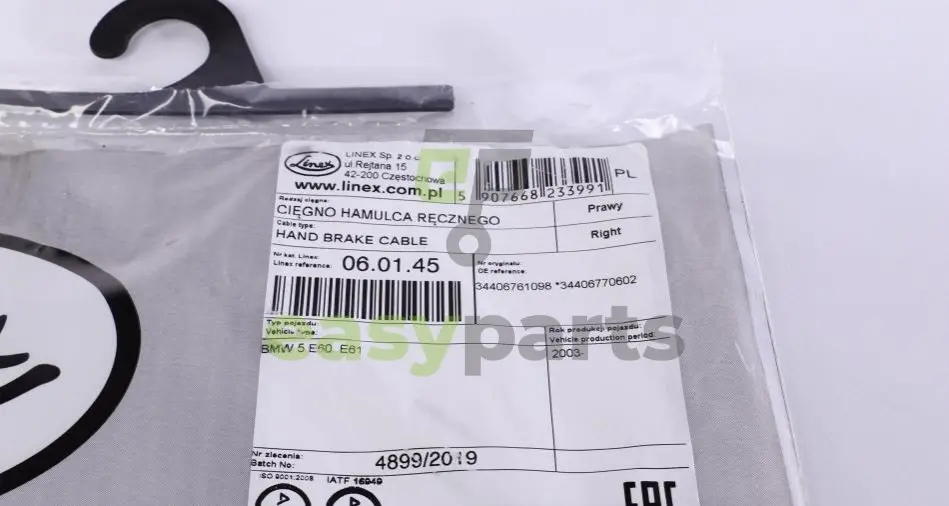 Linex
LINEX Sp. z o.o.
ul Rejtana 15
42-200 Częstochowa
www.linex.com.pl
5 907668 233991
PL
Rodzaj cięgna:
CIĘGNO HAMULCA RĘCZNEGO
Prawy
Cable type:
HAND BRAKE CABLE
Right
Nr kat. Linex:
Linex reference:
06.01.45
Nr oryginału:
OE reference:
34406761098 *34406770602
Typ pojazdu:
Vehicle type:
Rok produkcji pojazdu:
Vehicle production period:
BMW 5 E60 E61
2003-
easyparts
Nr zlecenia:
Batch No:
4899/2019
ISO 9001:2008
IATF 16949
EAC